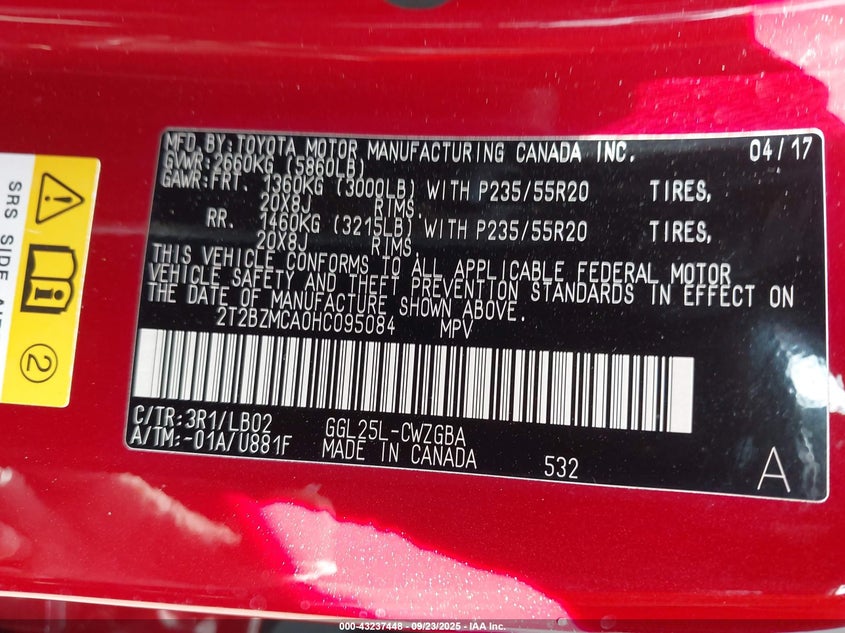 MFD. BY: TOYOTA MOTOR MANUFACTURING CANADA INC. 04/17
GVWR: 2660KG (5860LB)
GAWR: FRT. 1360KG (3000LB) WITH P235/55R20 TIRES,
20X8J RIMS.
RR. 1460KG (3215LB) WITH P235/55R20 TIRES,
20X8J RIMS
THIS VEHICLE CONFORMS TO ALL APPLICABLE FEDERAL MOTOR
VEHICLE SAFETY AND THEFT PREVENTION STANDARDS IN EFFECT ON
THE DATE OF MANUFACTURE SHOWN ABOVE.
2T2BZMCA0HC095084 MPV
C/TR: 3R1/LB02 GGL25L-CWZGBA
A/TM: -01A/U881F MADE IN CANADA 532
A
SRS SIDE
2
000-43237448 - 09/23/2025 - IAA Inc.